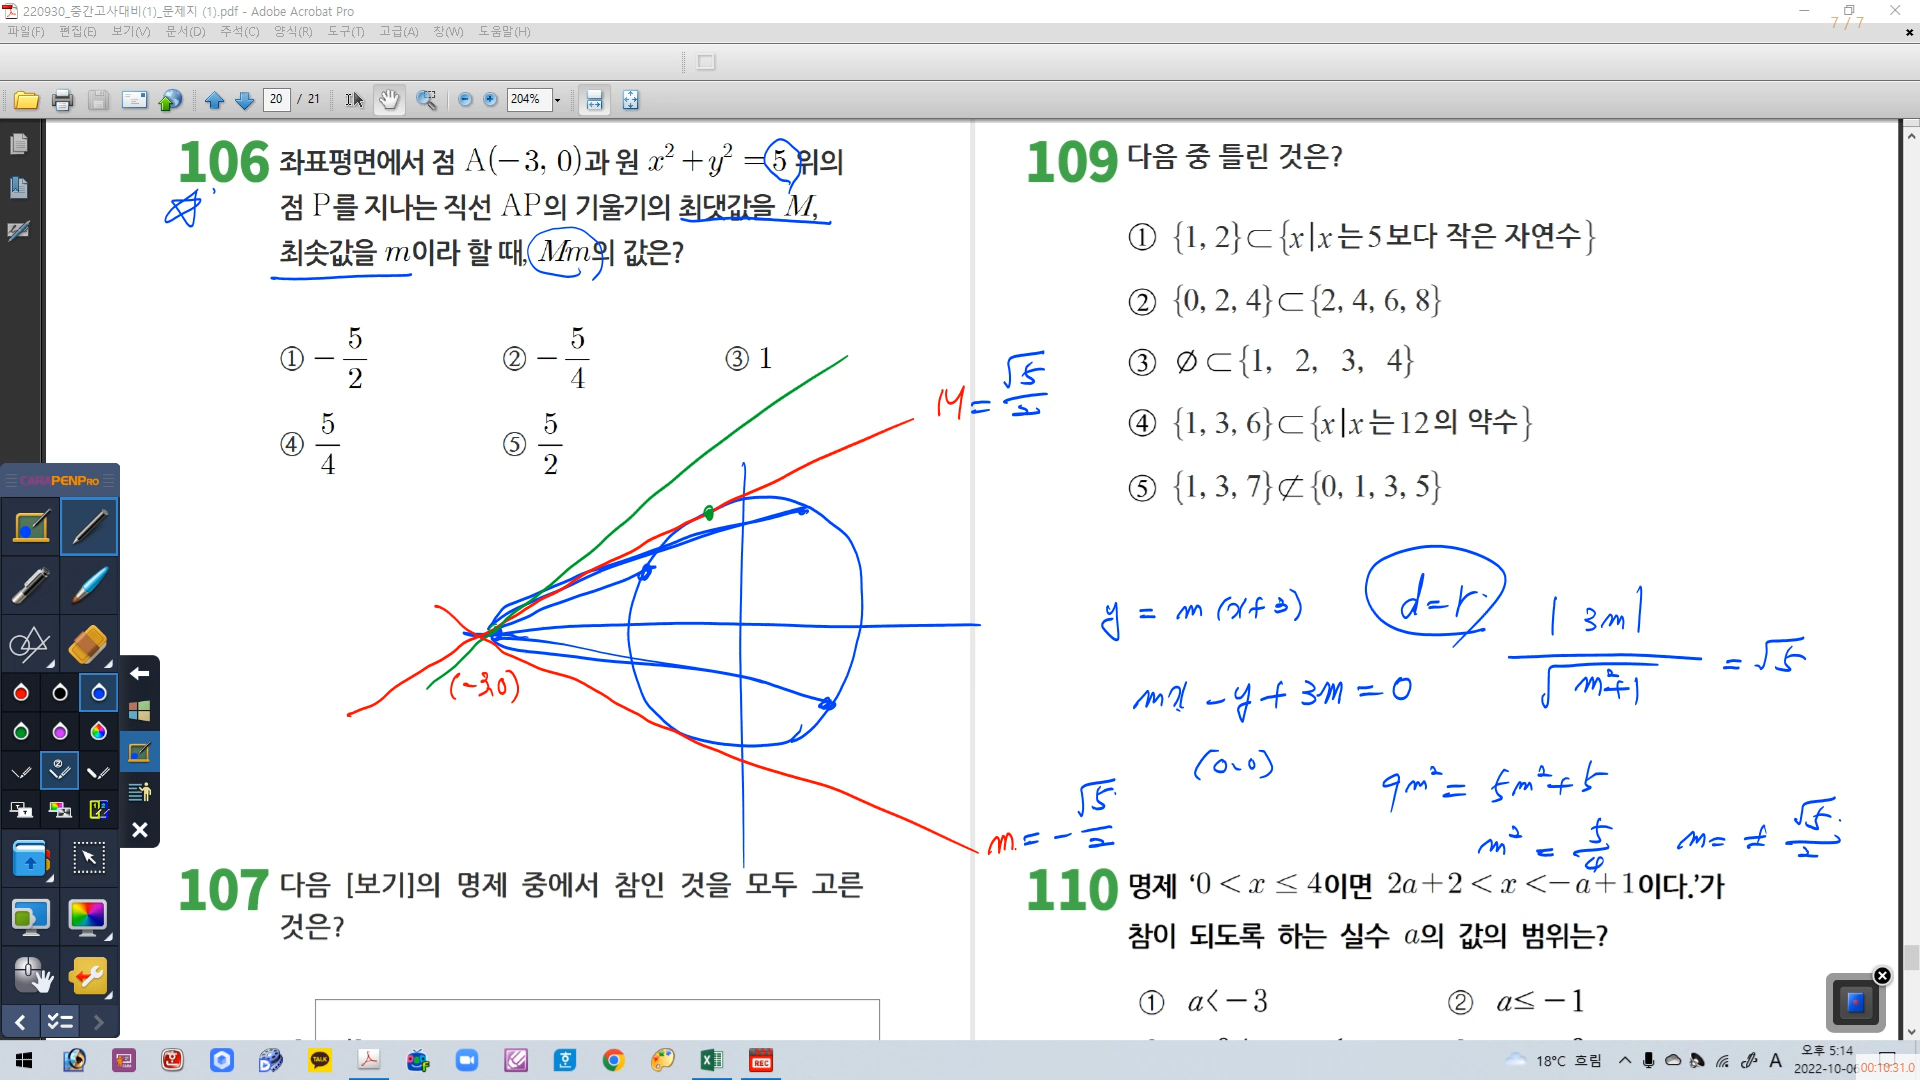 220930_중간고사대비(1)_문제지 (1).pdf - Adobe Acrobat Pro
7 / 7
파일(F) 편집(E) 보기(V) 문서(D) 주석(C) 양식(R) 도구(T) 고급(A) 창(W) 도움말(H)
20 / 21 204%
106 좌표평면에서 점 A(−3, 0)과 원 x²+y²=5 위의
점 P를 지나는 직선 AP의 기울기의 최댓값을 M,
최솟값을 m이라 할 때, Mm의 값은?
① −5/2 ② −5/4 ③ 1
④ 5/4 ⑤ 5/2
M = √5/2
(−3,0)
m = −√5/2
107 다음 [보기]의 명제 중에서 참인 것을 모두 고른
것은?
109 다음 중 틀린 것은?
① {1, 2}⊂{x|x는 5보다 작은 자연수}
② {0, 2, 4}⊂{2, 4, 6, 8}
③ ∅⊂{1, 2, 3, 4}
④ {1, 3, 6}⊂{x|x는 12의 약수}
⑤ {1, 3, 7}⊄{0, 1, 3, 5}
y = m(x+3)
d=r
|3m| / √(m²+1) = √5
mx − y + 3m = 0
(0,0)
9m² = 5m²+5
m² = 5/4 m = ± √5/2
110 명제 ‘0<x≤4이면 2a+2<x<−a+1이다.’가
참이 되도록 하는 실수 a의 값의 범위는?
① a<−3 ② a≤−1
CARAPENPRO
TALK
REC
18°C 흐림
A
오후 5:14
2022-10-06
00:10:31.0